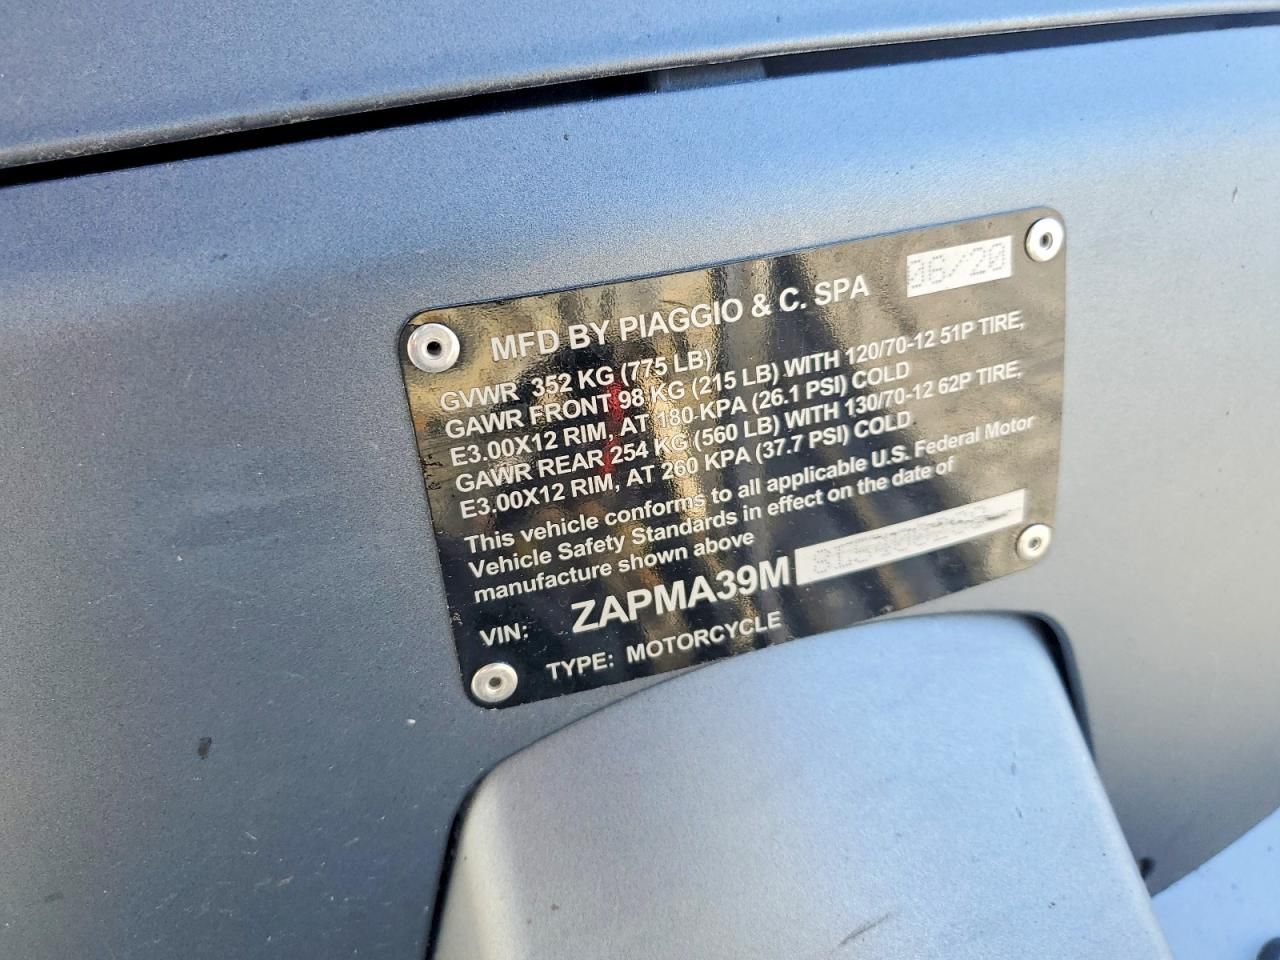 MFD BY PIAGGIO & C. SPA 06/20
GVWR 352 KG (775 LB)
GAWR FRONT 98 KG (215 LB) WITH 120/70-12 51P TIRE,
E3.00X12 RIM, AT 180 KPA (26.1 PSI) COLD
GAWR REAR 254 KG (560 LB) WITH 130/70-12 62P TIRE,
E3.00X12 RIM, AT 260 KPA (37.7 PSI) COLD
This vehicle conforms to all applicable U.S. Federal Motor
Vehicle Safety Standards in effect on the date of
manufacture shown above
VIN: ZAPMA39M
TYPE: MOTORCYCLE